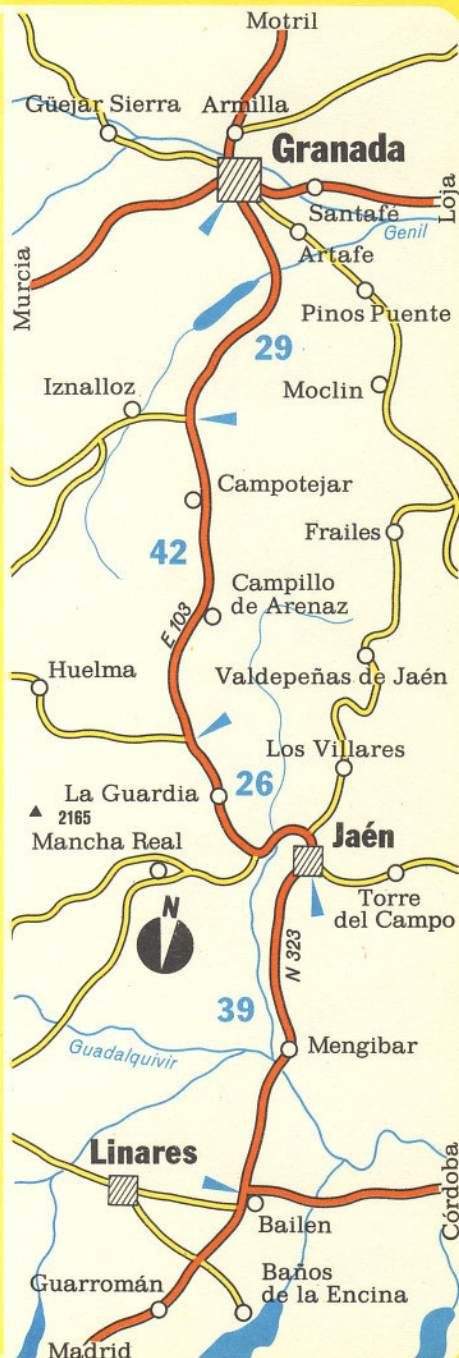 Motril
Güejar Sierra
Armilla
Granada
Loja
Santafé
Genil
Artafe
Murcia
Pinos Puente
29
Iznalloz
Moclin
Campotejar
Frailes
42
Campillo
de Arenaz
E 103
Huelma
Valdepeñas de Jaén
Los Villares
La Guardia
26
2165
Mancha Real
Jaén
N
Torre
del Campo
N 323
39
Guadalquivir
Mengibar
Linares
Córdoba
Bailen
Guarromán
Baños
de la Encina
Madrid